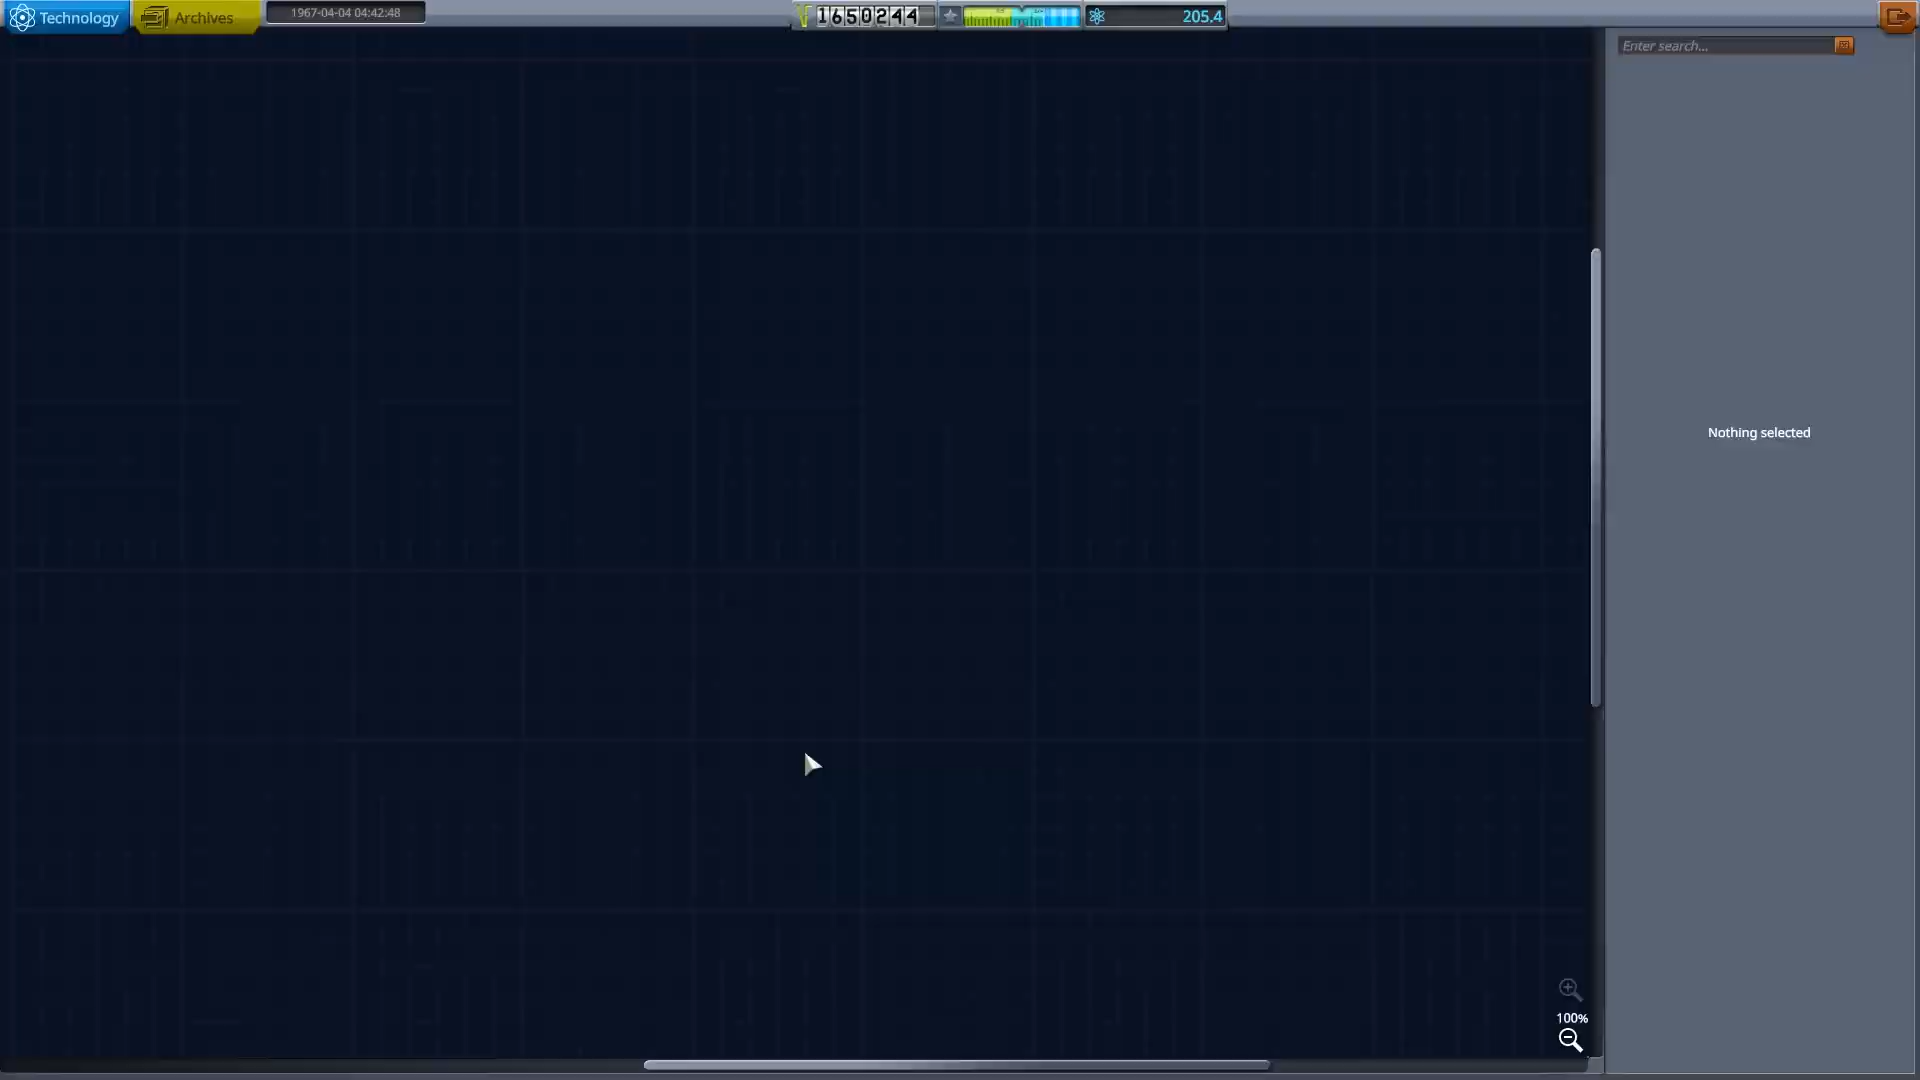 Technology
Archives
1967-04-04 04:42:48
1650244
205.4
Enter search...
Nothing selected
100%